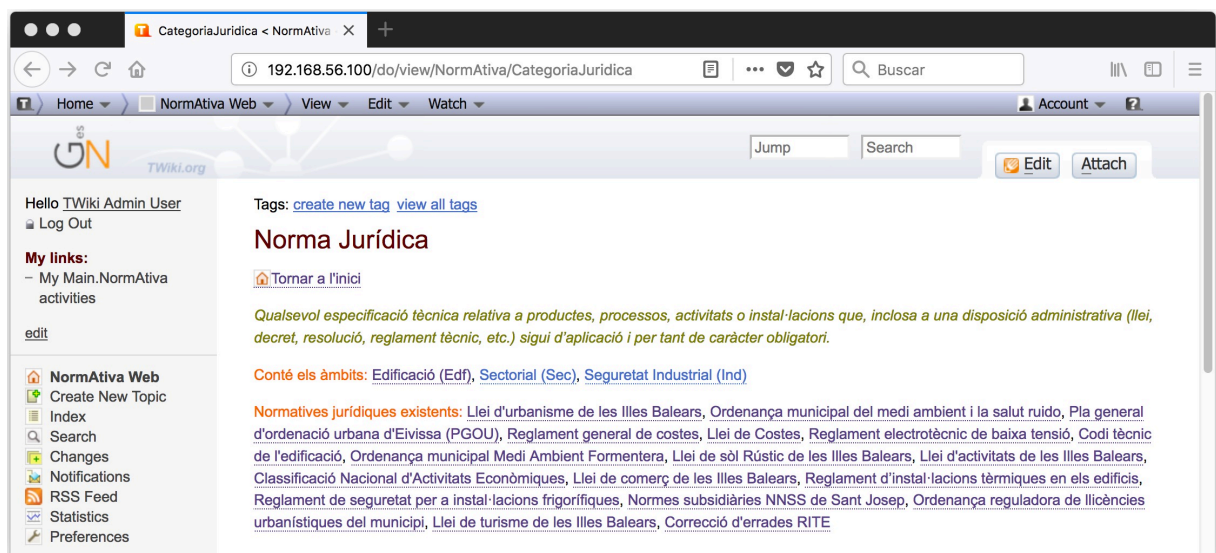 CategoriaJuridica < NormAtiva
192.168.56.100/do/view/NormAtiva/CategoriaJuridica
Buscar
Home
NormAtiva Web
View
Edit
Watch
Account
es
GN
TWiki.org
Jump
Search
Edit
Attach
Hello TWiki Admin User
Log Out
My links:
– My Main.NormAtiva
activities
edit
NormAtiva Web
Create New Topic
Index
Search
Changes
Notifications
RSS Feed
Statistics
Preferences
Tags: create new tag view all tags
Norma Jurídica
Tornar a l'inici
Qualsevol especificació tècnica relativa a productes, processos, activitats o instal·lacions que, inclosa a una disposició administrativa (llei,
decret, resolució, reglament tècnic, etc.) sigui d'aplicació i per tant de caràcter obligatori.
Conté els àmbits: Edificació (Edf), Sectorial (Sec), Seguretat Industrial (Ind)
Normatives jurídiques existents: Llei d'urbanisme de les Illes Balears, Ordenança municipal del medi ambient i la salut ruido, Pla general
d'ordenació urbana d'Eivissa (PGOU), Reglament general de costes, Llei de Costes, Reglament electrotècnic de baixa tensió, Codi tècnic
de l'edificació, Ordenança municipal Medi Ambient Formentera, Llei de sòl Rústic de les Illes Balears, Llei d'activitats de les Illes Balears,
Classificació Nacional d'Activitats Econòmiques, Llei de comerç de les Illes Balears, Reglament d'instal·lacions tèrmiques en els edificis,
Reglament de seguretat per a instal·lacions frigorífiques, Normes subsidiàries NNSS de Sant Josep, Ordenança reguladora de llicències
urbanístiques del municipi, Llei de turisme de les Illes Balears, Correcció d'errades RITE